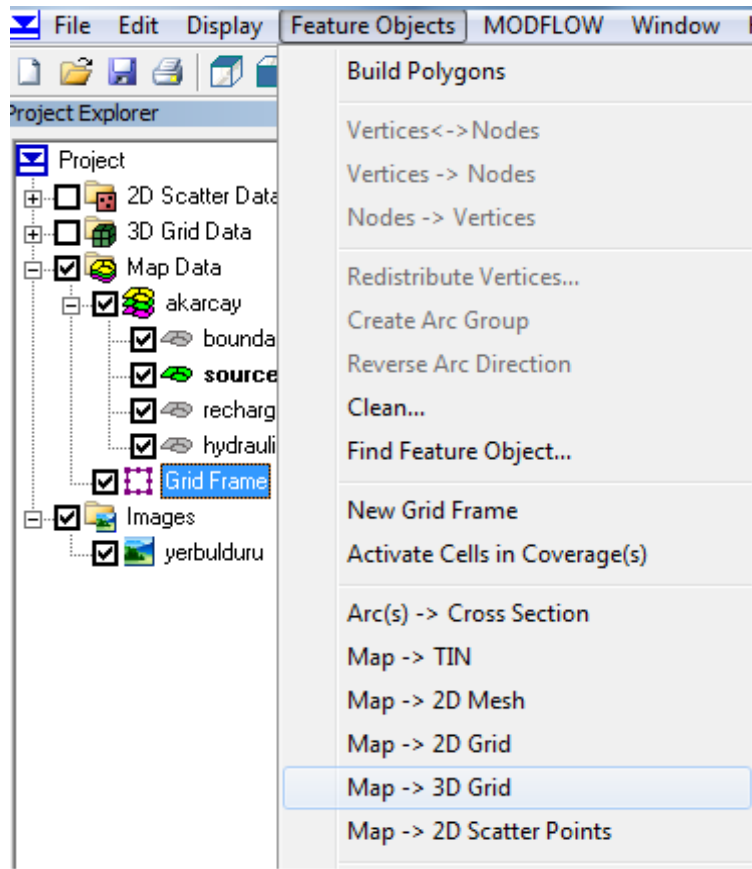 File Edit Display Feature Objects MODFLOW Window
Project Explorer
Project
2D Scatter Data
3D Grid Data
Map Data
akarcay
bounda
source
recharg
hydrauli
Grid Frame
Images
yerbulduru
Build Polygons
Vertices<->Nodes
Vertices -> Nodes
Nodes -> Vertices
Redistribute Vertices...
Create Arc Group
Reverse Arc Direction
Clean...
Find Feature Object...
New Grid Frame
Activate Cells in Coverage(s)
Arc(s) -> Cross Section
Map -> TIN
Map -> 2D Mesh
Map -> 2D Grid
Map -> 3D Grid
Map -> 2D Scatter Points